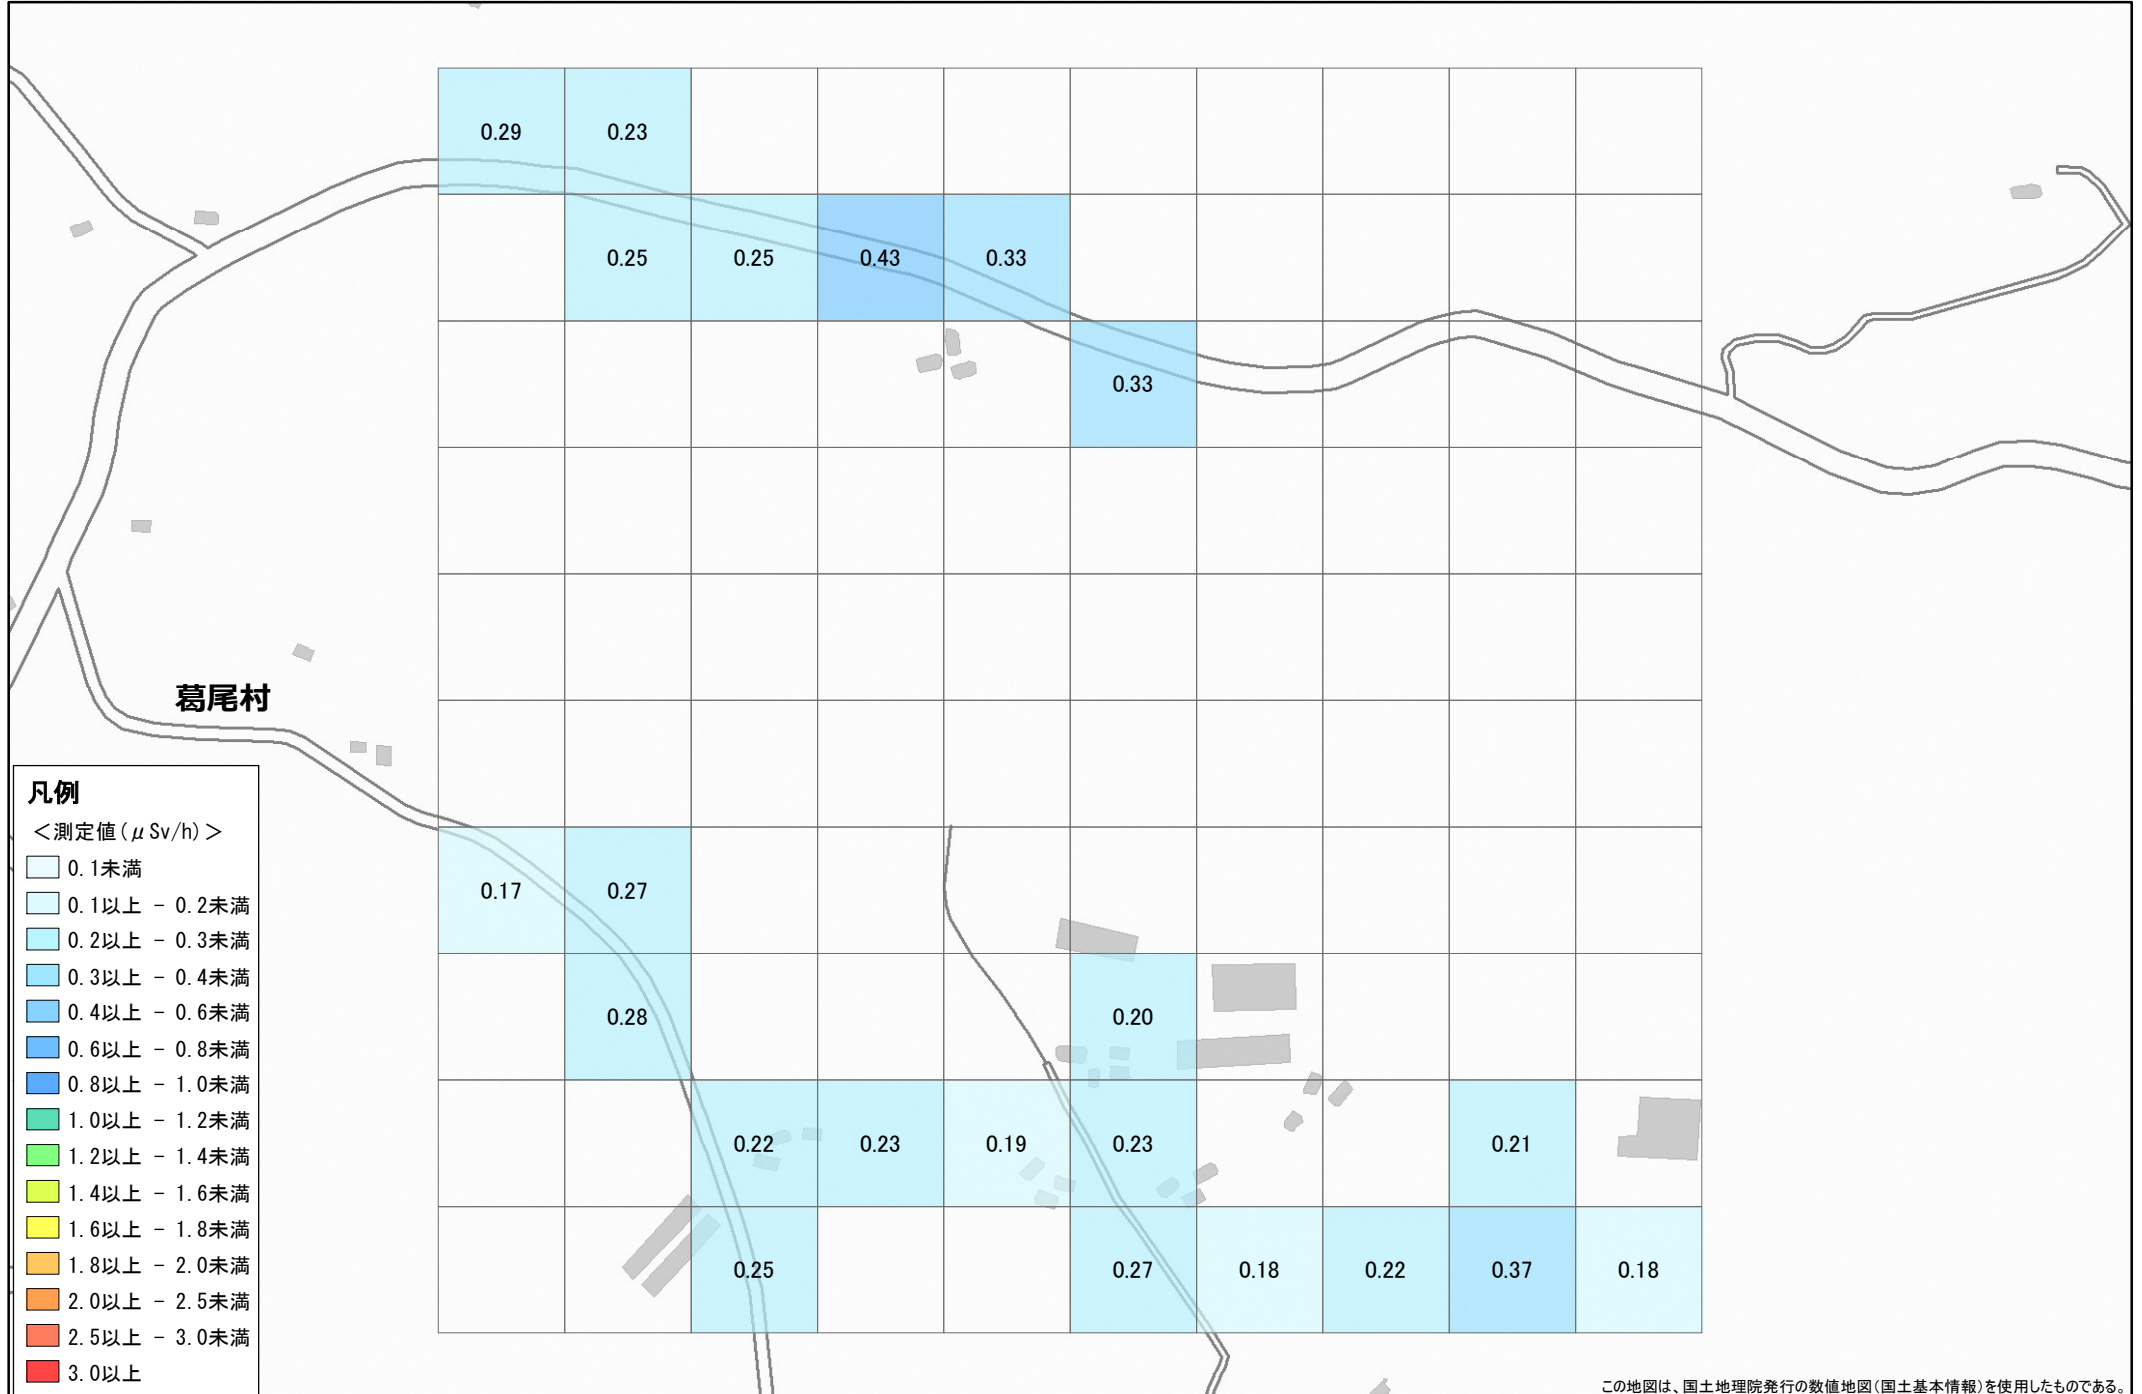 0.29 0.23
0.25 0.25 0.43 0.33
0.33
葛尾村
0.17 0.27
0.28 0.20
0.22 0.23 0.19 0.23 0.21
0.25 0.27 0.18 0.22 0.37 0.18
凡例
＜測定値(μSv/h)＞
0.1未満
0.1以上 - 0.2未満
0.2以上 - 0.3未満
0.3以上 - 0.4未満
0.4以上 - 0.6未満
0.6以上 - 0.8未満
0.8以上 - 1.0未満
1.0以上 - 1.2未満
1.2以上 - 1.4未満
1.4以上 - 1.6未満
1.6以上 - 1.8未満
1.8以上 - 2.0未満
2.0以上 - 2.5未満
2.5以上 - 3.0未満
3.0以上
この地図は、国土地理院発行の数値地図(国土基本情報)を使用したものである。